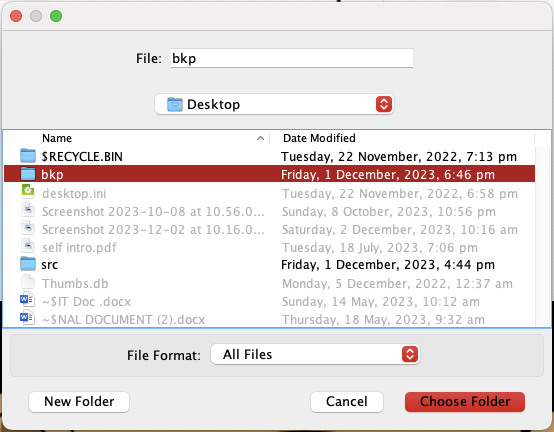 File: bkp
Desktop
Name Date Modified
$RECYCLE.BIN Tuesday, 22 November, 2022, 7:13 pm
bkp Friday, 1 December, 2023, 6:46 pm
desktop.ini Tuesday, 22 November, 2022, 6:58 pm
Screenshot 2023-10-08 at 10.56.0... Sunday, 8 October, 2023, 10:56 pm
Screenshot 2023-12-02 at 10.16.0... Saturday, 2 December, 2023, 10:16 am
self intro.pdf Tuesday, 18 July, 2023, 7:06 pm
src Friday, 1 December, 2023, 4:44 pm
Thumbs.db Monday, 5 December, 2022, 12:37 am
~$IT Doc .docx Sunday, 14 May, 2023, 10:12 am
~$NAL DOCUMENT (2).docx Thursday, 18 May, 2023, 9:32 am
File Format: All Files
New Folder Cancel Choose Folder